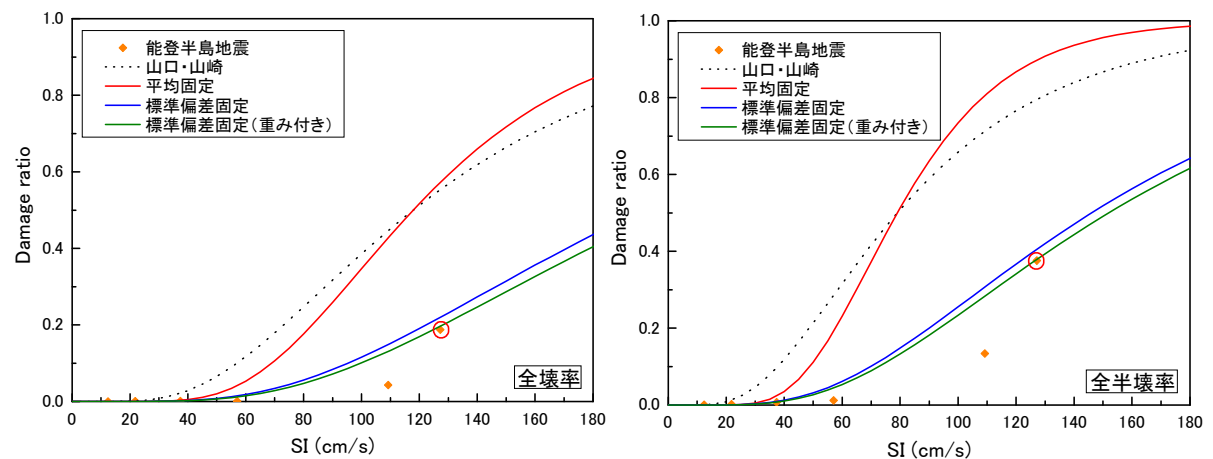 1.0
0.8
0.6
0.4
0.2
0.0
Damage ratio
能登半島地震
山口・山崎
平均固定
標準偏差固定
標準偏差固定(重み付き)
全壊率
0 20 40 60 80 100 120 140 160 180
SI (cm/s)
1.0
0.8
0.6
0.4
0.2
0.0
Damage ratio
能登半島地震
山口・山崎
平均固定
標準偏差固定
標準偏差固定(重み付き)
全半壊率
0 20 40 60 80 100 120 140 160 180
SI (cm/s)